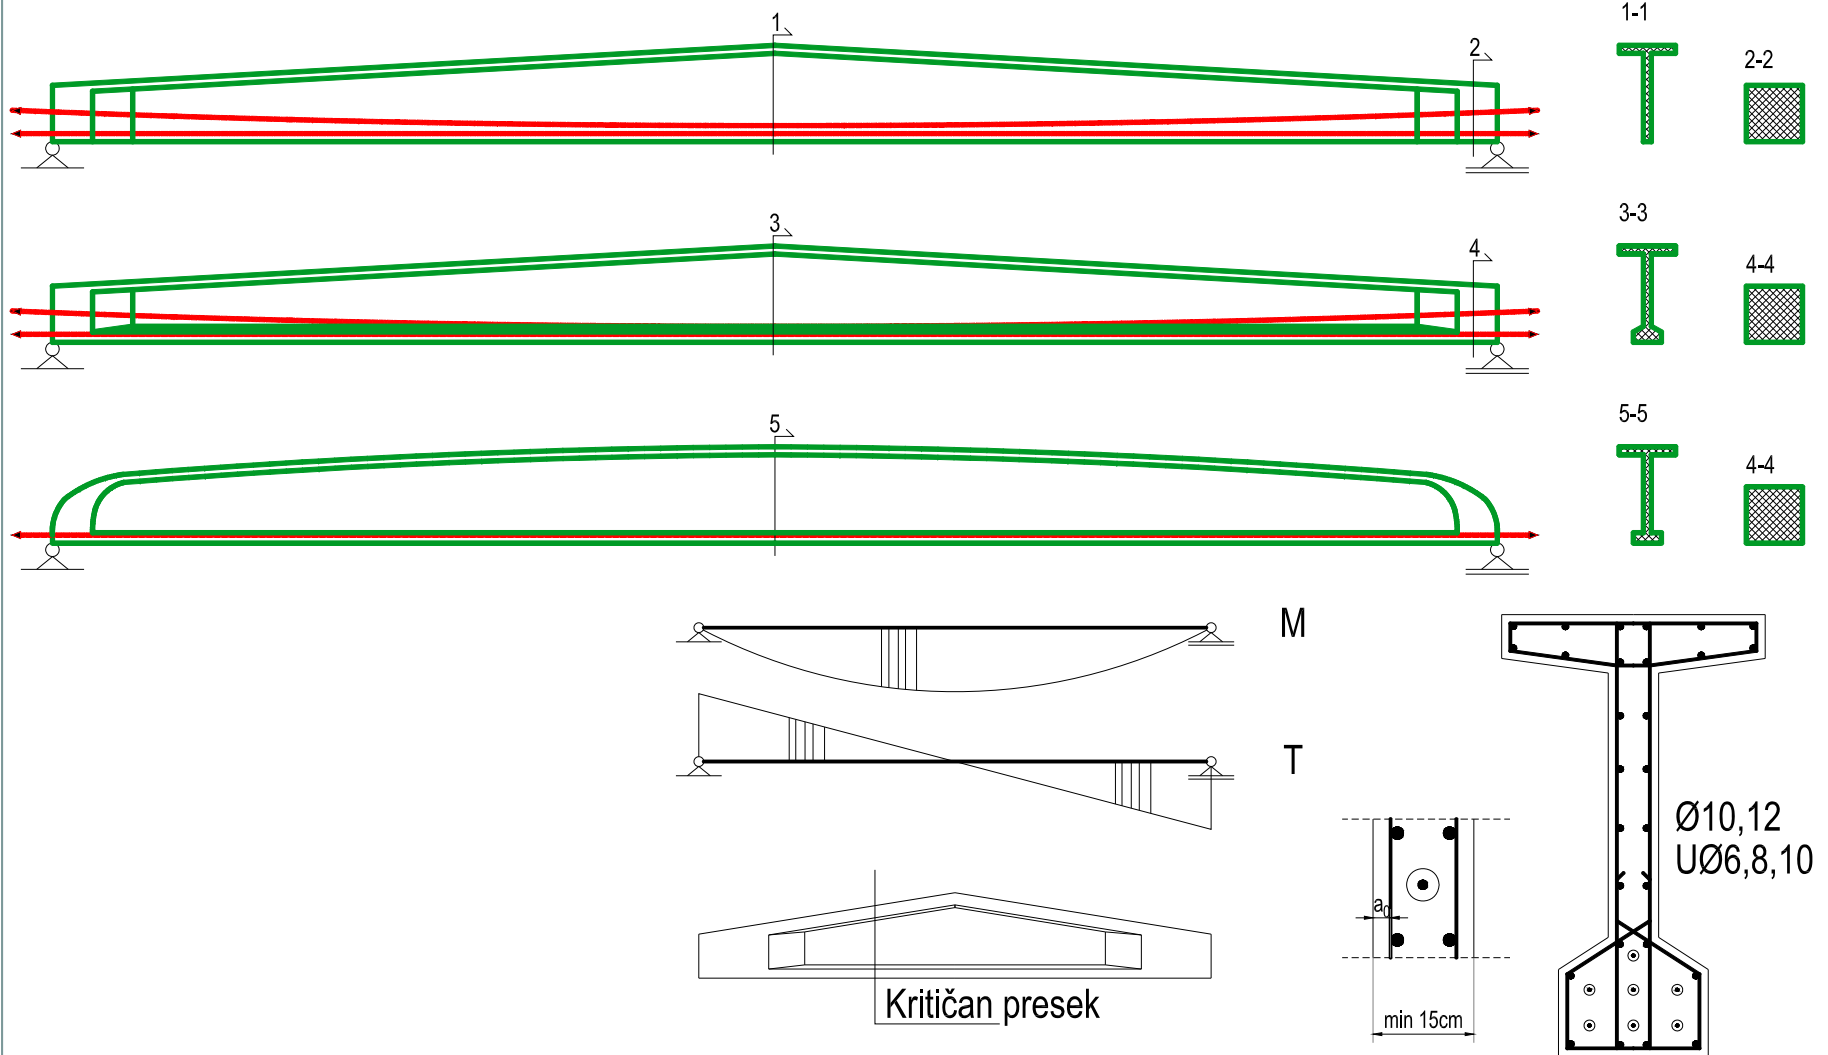 1
2
1-1
2-2
3
4
3-3
4-4
5
5-5
4-4
M
T
Ø10,12
UØ6,8,10
a₀
min 15cm
Kritičan presek